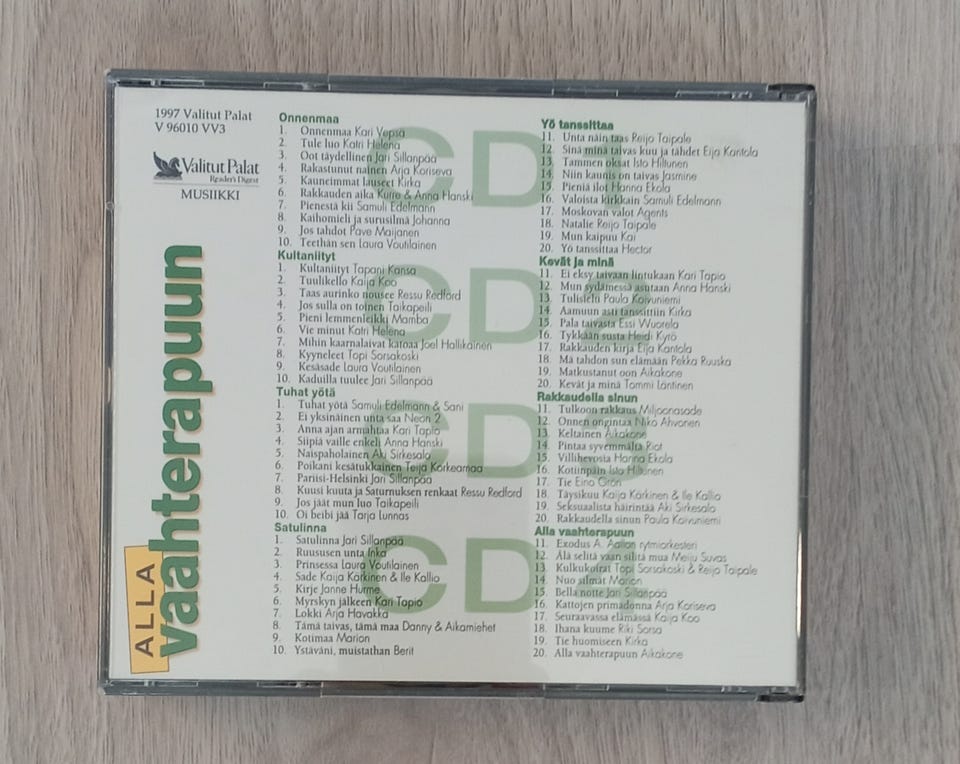 1997 Valitut Palat
V 96010 VV3
Valitut Palat
Reader's Digest
MUSIIKKI
ALLA
vaahterapuun
CD 1
Onnenmaa
1. Onnenmaa Kari Vepsä
2. Tule luo Katri Helena
3. Oot täydellinen Jari Sillanpää
4. Rakastunut nainen Arja Koriseva
5. Kauneimmat lauseet Kirka
6. Rakkauden aika Kurre & Anna Hanski
7. Pienestä kii Samuli Edelmann
8. Kaihomieli ja surusilmä Johanna
9. Jos tahdot Pave Maijanen
10. Teethän sen Laura Voutilainen
Yö tanssittaa
11. Unta näin taas Reijo Taipale
12. Sinä minä taivas kuu ja tähdet Eija Kantola
13. Tammen oksat Isto Hiltunen
14. Niin kaunis on taivas Jasmine
15. Pieniä ilot Hanna Ekola
16. Valoista kirkkain Samuli Edelmann
17. Moskovan valot Agents
18. Natalie Reijo Taipale
19. Mun kaipuu Kai
20. Yö tanssittaa Hector
CD 2
Kultaniityt
1. Kultaniityt Tapani Kansa
2. Tuulikello Kaija Koo
3. Taas aurinko nousee Ressu Redford
4. Jos sulla on toinen Taikapeili
5. Pieni lemmenleikki Mamba
6. Vie minut Katri Helena
7. Mihin kaarnalaivat katoaa Joel Hallikainen
8. Kyyneleet Topi Sorsakoski
9. Kesäsade Laura Voutilainen
10. Kaduilla tuulee Jari Sillanpää
Kevät ja minä
11. Ei eksy taivaan lintukaan Kari Tapio
12. Mun sydämessä asutaan Anna Hanski
13. Tulisielu Paula Koivuniemi
14. Aamuun asti tanssittiin Kirka
15. Pala taivasta Essi Wuorela
16. Tykkään susta Heidi Kyrö
17. Rakkauden kirja Eija Kantola
18. Mä tahdon sun elämään Pekka Ruuska
19. Matkustanut oon Aikakone
20. Kevät ja minä Tommi Läntinen
CD 3
Tuhat yötä
1. Tuhat yötä Samuli Edelmann & Sani
2. Ei yksinäinen unta saa Neon 2
3. Anna ajan armahtaa Kari Tapio
4. Siipiä vaille enkeli Anna Hanski
5. Naispaholainen Aki Sirkesalo
6. Poikani kesätukkainen Teija Korkeamaa
7. Pariisi-Helsinki Jari Sillanpää
8. Kuusi kuuta ja Saturnuksen renkaat Ressu Redford
9. Jos jäät mun luo Taikapeili
10. Oi beibi jää Tarja Lunnas
Rakkaudella sinun
11. Tulkoon rakkaus Miljoonasade
12. Onnen ongintaa Niko Ahvonen
13. Keltainen Aikakone
14. Pintaa syvemmältä Riot
15. Villihevosia Hanna Ekola
16. Kotiinpäin Isto Hiltunen
17. Tie Eino Grön
18. Täysikuu Kaija Kärkinen & Ile Kallio
19. Seksuaalista häirintää Aki Sirkesalo
20. Rakkaudella sinun Paula Koivuniemi
CD 4
Satulinna
1. Satulinna Jari Sillanpää
2. Ruususen unta Inka
3. Prinsessa Laura Voutilainen
4. Sade Kaija Kärkinen & Ile Kallio
5. Kirje Janne Hurme
6. Myrskyn jälkeen Kari Tapio
7. Lokki Arja Havakka
8. Tämä taivas, tämä maa Danny & Aikamiehet
9. Kotimaa Marion
10. Ystäväni, muistathan Berit
Alla vaahterapuun
11. Exodus A. Aallon rytmiorkesteri
12. Älä selitä vaan silitä mua Meiju Suvas
13. Kulkukoirat Topi Sorsakoski & Reijo Taipale
14. Nuo silmät Marion
15. Bella notte Jari Sillanpää
16. Kattojen primadonna Arja Koriseva
17. Seuraavassa elämässä Kaija Koo
18. Ihana kuume Riki Sorsa
19. Tie huomiseen Kirka
20. Alla vaahterapuun Aikakone